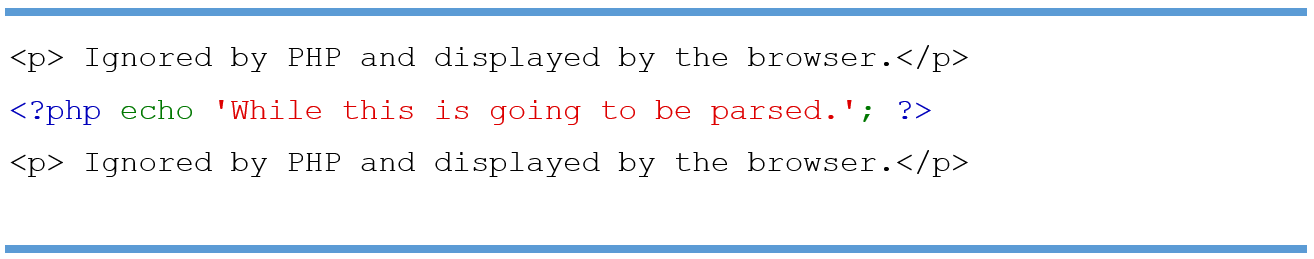 <p> Ignored by PHP and displayed by the browser.</p>
<?php echo 'While this is going to be parsed.'; ?>
<p> Ignored by PHP and displayed by the browser.</p>